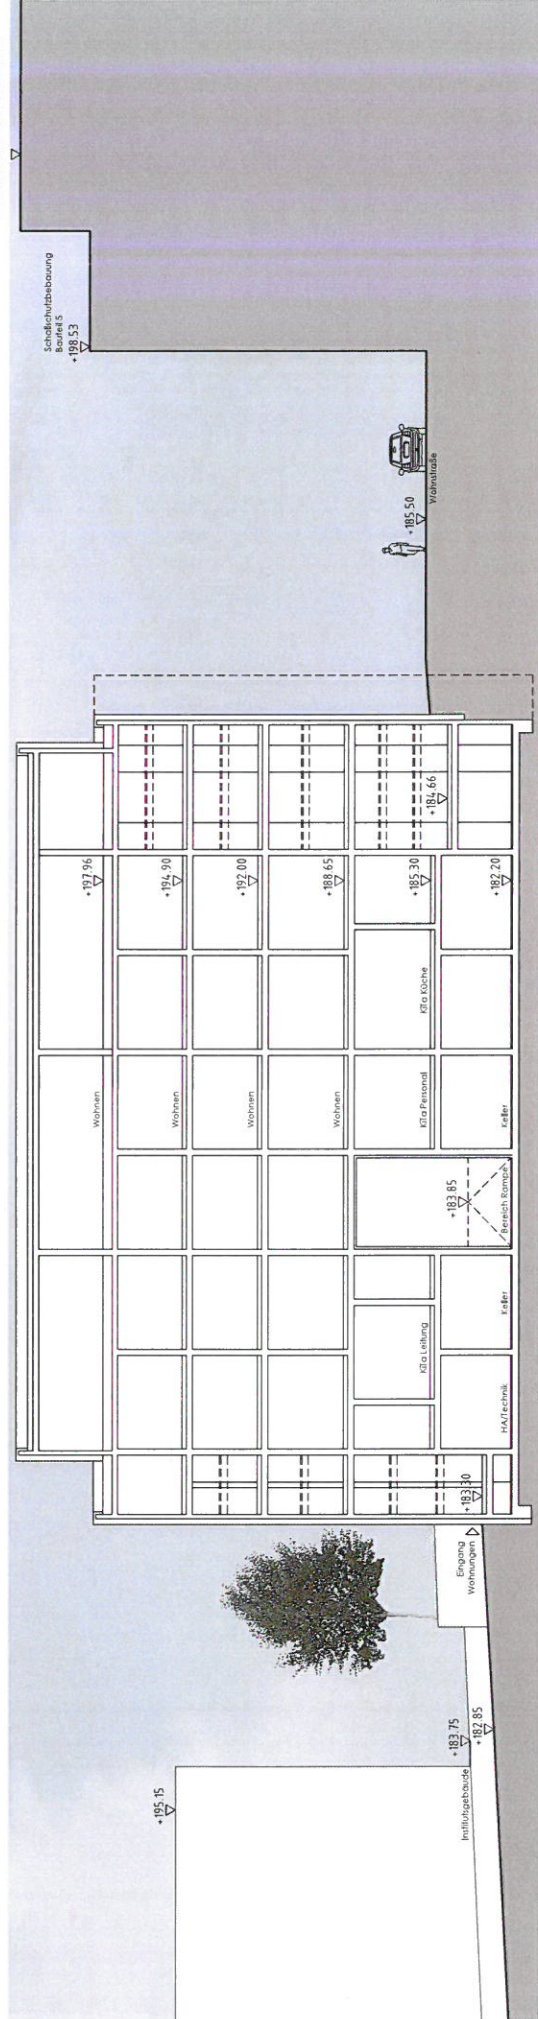 +195.15
Institutsgebäude
+183.75
+182.85
Eingang
Wohnungen
+183.30
Wohnen
+197.96
Wohnen
+194.90
Wohnen
+192.00
Wohnen
+188.65
KiTa Leitung
KiTa Personal
KiTa Küche
+185.30
+184.66
HA/Technik
Keller
+183.85
Bereich Rampe
Keller
+182.20
+185.50
Wohnstraße
Schallschutzbebauung
Bauteil 5
+198.53